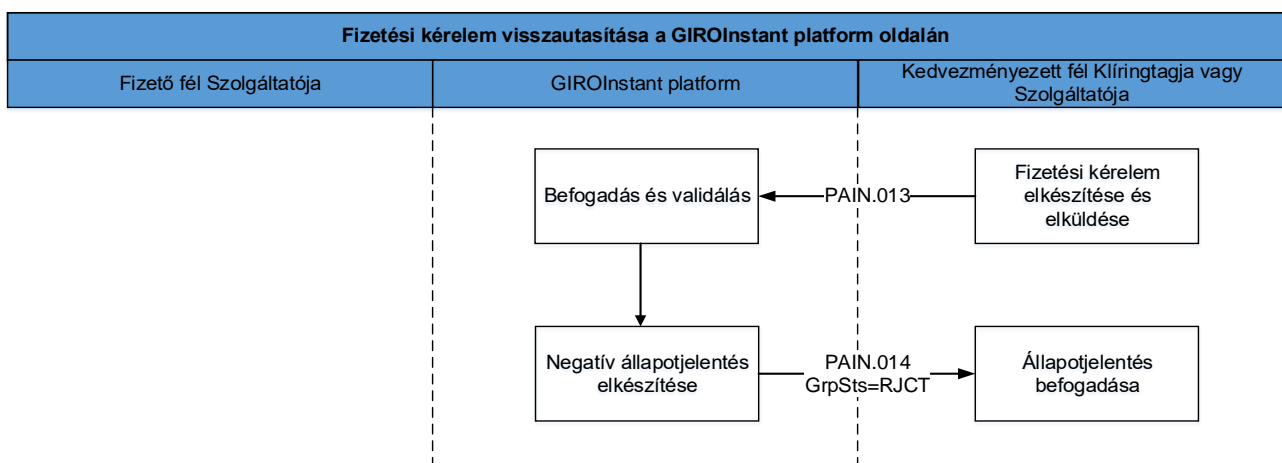 Fizetési kérelem visszautasítása a GIROInstant platform oldalán
Fizető fél Szolgáltatója
GIROInstant platform
Kedvezményezett fél Klíringtagja vagy
Szolgáltatója
Befogadás és validálás
PAIN.013
Fizetési kérelem
elkészítése és
elküldése
Negatív állapotjelentés
elkészítése
PAIN.014
GrpSts=RJCT
Állapotjelentés
befogadása